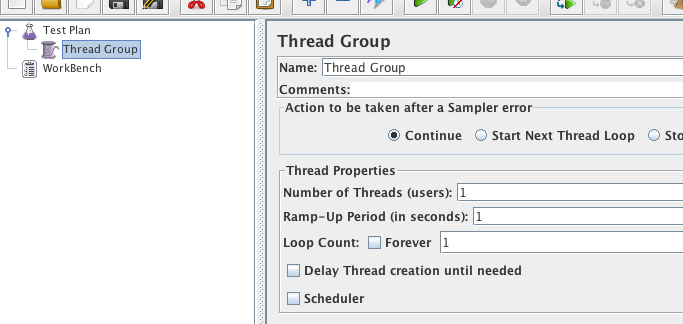 Test Plan
Thread Group
WorkBench
Thread Group
Name: Thread Group
Comments:
Action to be taken after a Sampler error
Continue Start Next Thread Loop Sto
Thread Properties
Number of Threads (users): 1
Ramp-Up Period (in seconds): 1
Loop Count: Forever 1
Delay Thread creation until needed
Scheduler